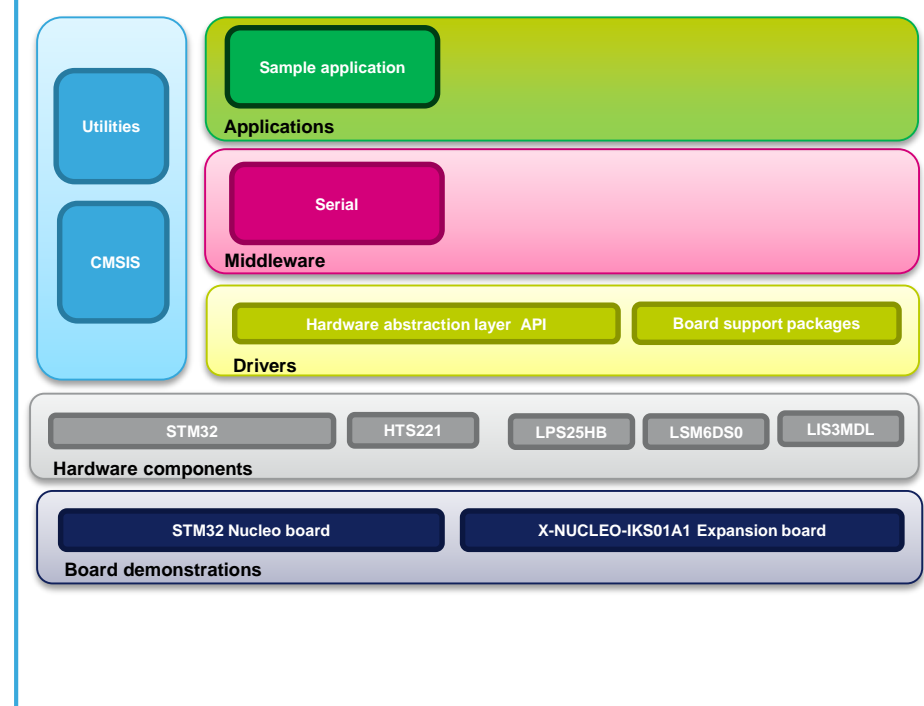 Sample application
Utilities
Applications
Serial
CMSIS
Middleware
Hardware abstraction layer API
Board support packages
Drivers
STM32
HTS221
LPS25HB
LSM6DS0
LIS3MDL
Hardware components
STM32 Nucleo board
X-NUCLEO-IKS01A1 Expansion board
Board demonstrations